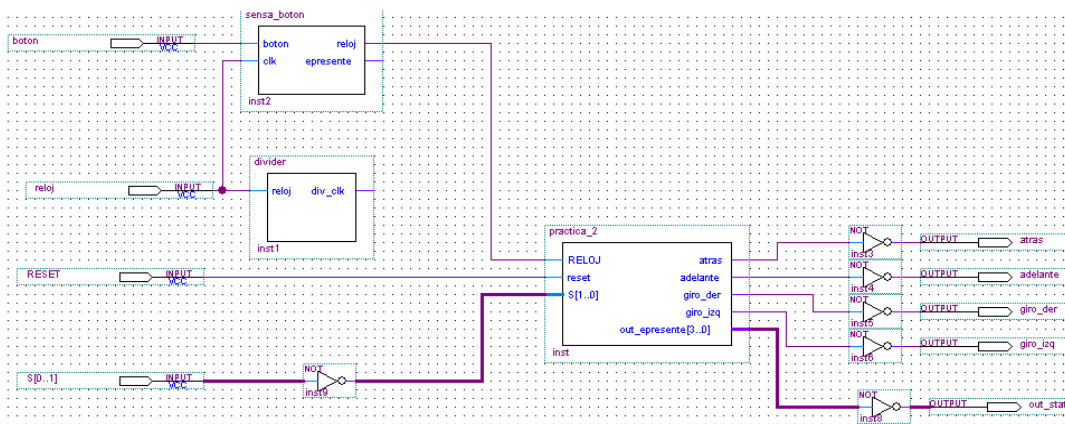 sensa_boton
boton INPUT VCC
boton reloj
clk epresente
inst2
divider
reloj INPUT VCC
reloj div_clk
inst1
practica_2
RESET INPUT VCC
RELOJ atras
reset adelante
S[1..0] giro_der
giro_izq
out_epresente[3..0]
inst
NOT inst3 OUTPUT atras
NOT inst4 OUTPUT adelante
NOT inst5 OUTPUT giro_der
NOT inst6 OUTPUT giro_izq
S[0..1] INPUT VCC
NOT inst9
NOT inst8 OUTPUT out_stat